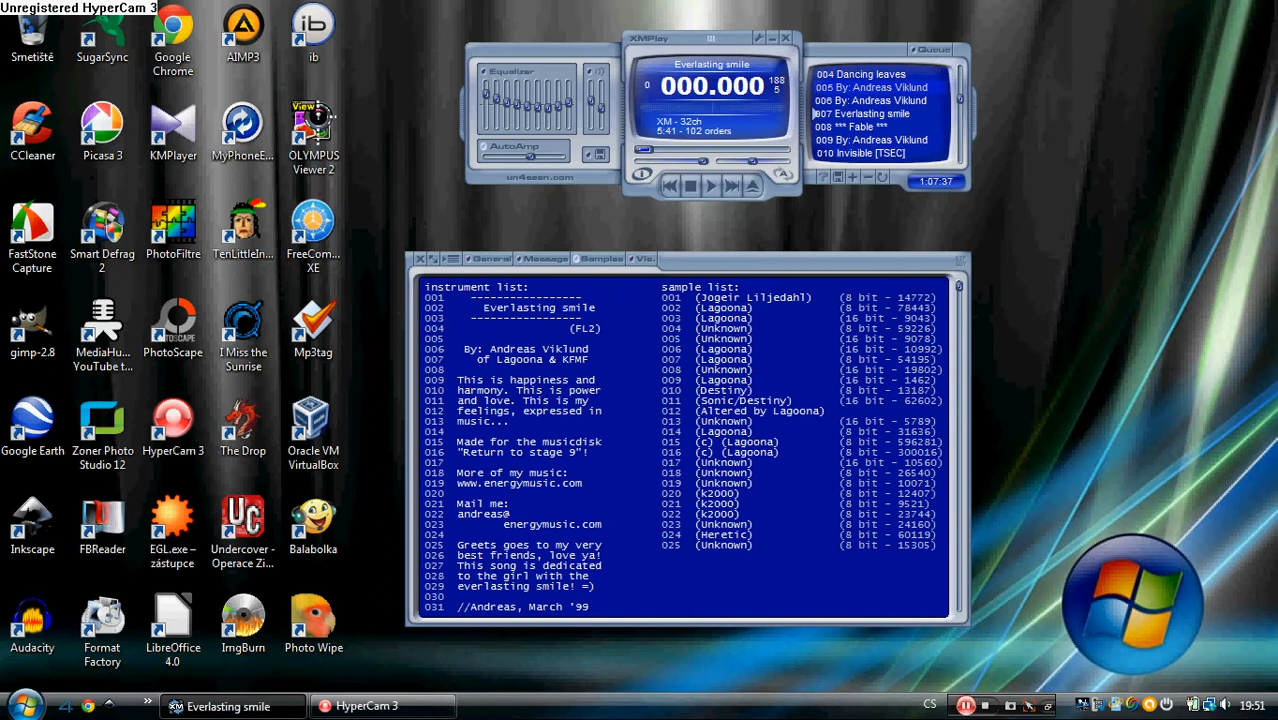 Unregistered HyperCam 3
Smetiště
SugarSync
Google
Chrome
AIMP3
ib
ib
CCleaner
Picasa 3
KMPlayer
MyPhoneE...
View
OLYMPUS
Viewer 2
FastStone
Capture
Smart Defrag
2
PhotoFiltre
TenLittleIn...
FreeCom...
XE
gimp-2.8
MediaHu...
YouTube t...
PhotoScape
I Miss the
Sunrise
Mp3tag
Google Earth
Zoner Photo
Studio 12
HyperCam 3
The Drop
Oracle VM
VirtualBox
Inkscape
FBReader
EGL.exe –
zástupce
UC
Undercover -
Operace Zi...
Balabolka
Audacity
Format
Factory
LibreOffice
4.0
ImgBurn
Photo Wipe
Equalizer
AutoAmp
un4seen.com
XMPlay
Everlasting smile
0 000.000 188
5
XM - 32ch
5:41 - 102 orders
Queue
004 Dancing leaves
005 By: Andreas Viklund
006 By: Andreas Viklund
007 Everlasting smile
008 *** Fable ***
009 By: Andreas Viklund
010 Invisible [TSEC]
1:07:37
General Message Samples Vis.
instrument list:
001 -----------------
002 Everlasting smile
003 -----------------
004 (FL2)
005
006 By: Andreas Viklund
007 of Lagoona & KFMF
008
009 This is happiness and
010 harmony. This is power
011 and love. This is my
012 feelings, expressed in
013 music...
014
015 Made for the musicdisk
016 "Return to stage 9"!
017
018 More of my music:
019 www.energymusic.com
020
021 Mail me:
022 andreas@
023 energymusic.com
024
025 Greets goes to my very
026 best friends, love ya!
027 This song is dedicated
028 to the girl with the
029 everlasting smile! =)
030
031 //Andreas, March '99
sample list:
001 (Jogeir Liljedahl) (8 bit - 14772)
002 (Lagoona) (8 bit - 78443)
003 (Lagoona) (16 bit - 9043)
004 (Unknown) (8 bit - 59226)
005 (Unknown) (16 bit - 9078)
006 (Lagoona) (16 bit - 10992)
007 (Lagoona) (8 bit - 54195)
008 (Unknown) (16 bit - 19802)
009 (Lagoona) (16 bit - 1462)
010 (Destiny) (8 bit - 13187)
011 (Sonic/Destiny) (16 bit - 62602)
012 (Altered by Lagoona)
013 (Unknown) (16 bit - 5789)
014 (Lagoona) (8 bit - 31636)
015 (c) (Lagoona) (8 bit - 596281)
016 (c) (Lagoona) (8 bit - 300016)
017 (Unknown) (16 bit - 10560)
018 (Unknown) (8 bit - 26540)
019 (Unknown) (8 bit - 10071)
020 (k2000) (8 bit - 12407)
021 (k2000) (8 bit - 9521)
022 (k2000) (8 bit - 23744)
023 (Unknown) (8 bit - 24160)
024 (Heretic) (8 bit - 60119)
025 (Unknown) (8 bit - 15305)
Everlasting smile
HyperCam 3
CS
19:51